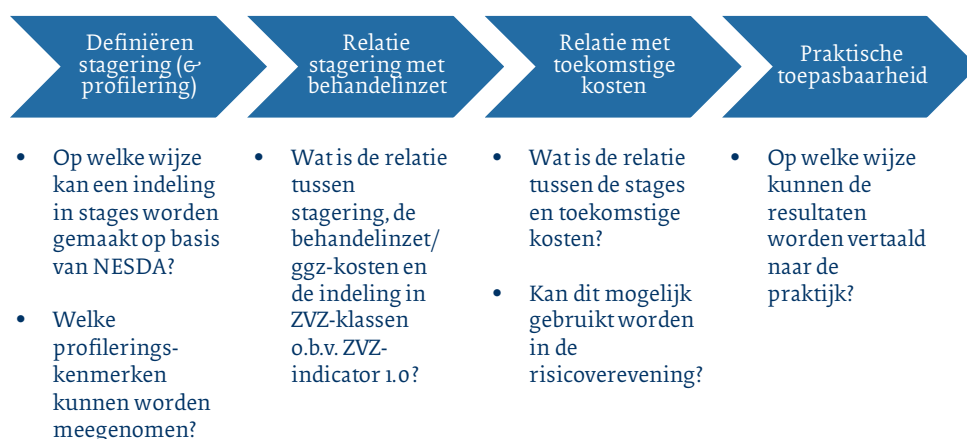 Definiëren
stagering (&
profilering)
Relatie
stagering met
behandelinzet
Relatie met
toekomstige
kosten
Praktische
toepasbaarheid
• Op welke wijze
kan een indeling
in stages worden
gemaakt op basis
van NESDA?
• Welke
profilerings-
kenmerken
kunnen worden
meegenomen?
• Wat is de relatie
tussen
stagering, de
behandelinzet/
ggz-kosten en
de indeling in
ZVZ-klassen
o.b.v. ZVZ-
indicator 1.0?
• Wat is de relatie
tussen de stages
en toekomstige
kosten?
• Kan dit mogelijk
gebruikt worden
in de
risicoverevening?
• Op welke wijze
kunnen de
resultaten
worden vertaald
naar de
praktijk?